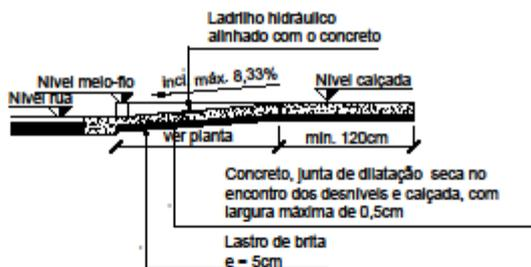 Ladrilho hidráulico
alinhado com o concreto
Nível meio-fio
incl. máx. 8,33%
Nível calçada
Nível rua
ver planta
min. 120cm
Concreto, junta de dilatação seca no
encontro dos desníveis e calçada, com
largura máxima de 0,5cm
Lastro de brita
e = 5cm